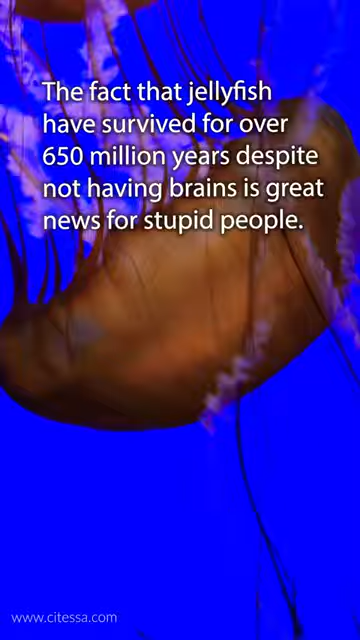 The fact that jellyfish
have survived for over
650 million years despite
not having brains is great
news for stupid people.
www.citessa.com